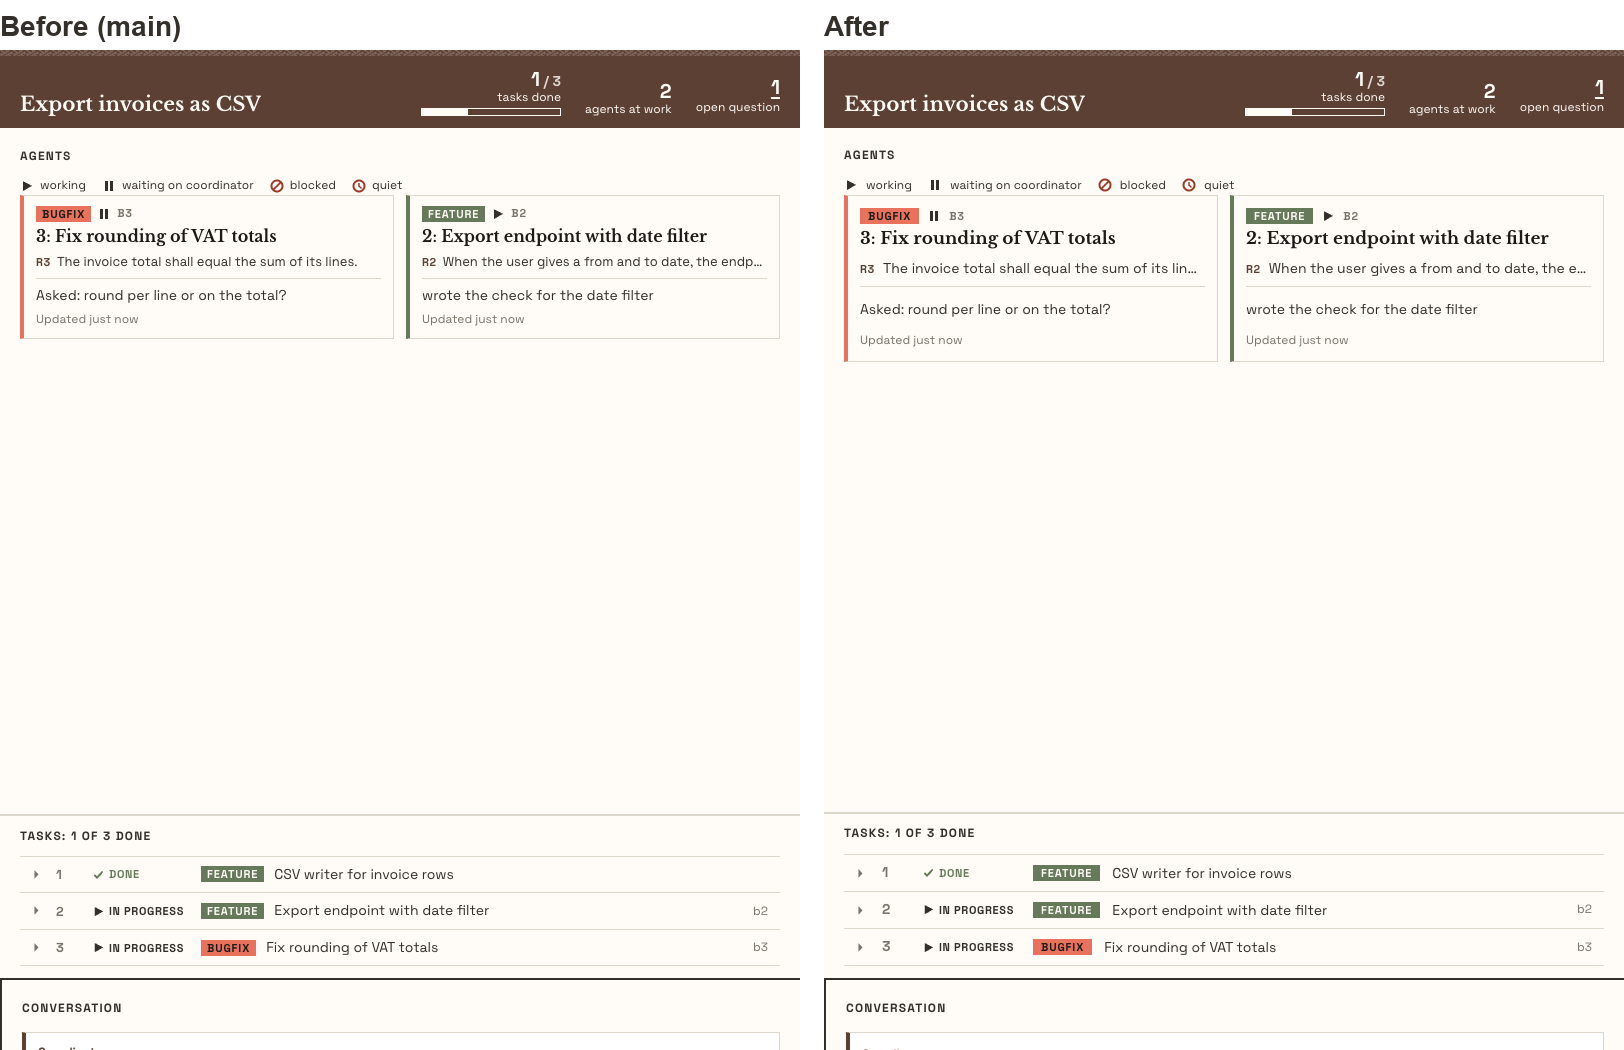 Before (main)
Export invoices as CSV
1 / 3
tasks done
2
agents at work
1
open question
AGENTS
working waiting on coordinator blocked quiet
BUGFIX B3
3: Fix rounding of VAT totals
R3 The invoice total shall equal the sum of its lines.
Asked: round per line or on the total?
Updated just now
FEATURE B2
2: Export endpoint with date filter
R2 When the user gives a from and to date, the endp...
wrote the check for the date filter
Updated just now
TASKS: 1 OF 3 DONE
1 DONE FEATURE CSV writer for invoice rows
2 IN PROGRESS FEATURE Export endpoint with date filter b2
3 IN PROGRESS BUGFIX Fix rounding of VAT totals b3
CONVERSATION
After
Export invoices as CSV
1 / 3
tasks done
2
agents at work
1
open question
AGENTS
working waiting on coordinator blocked quiet
BUGFIX B3
3: Fix rounding of VAT totals
R3 The invoice total shall equal the sum of its lin...
Asked: round per line or on the total?
Updated just now
FEATURE B2
2: Export endpoint with date filter
R2 When the user gives a from and to date, the e...
wrote the check for the date filter
Updated just now
TASKS: 1 OF 3 DONE
1 DONE FEATURE CSV writer for invoice rows
2 IN PROGRESS FEATURE Export endpoint with date filter b2
3 IN PROGRESS BUGFIX Fix rounding of VAT totals b3
CONVERSATION